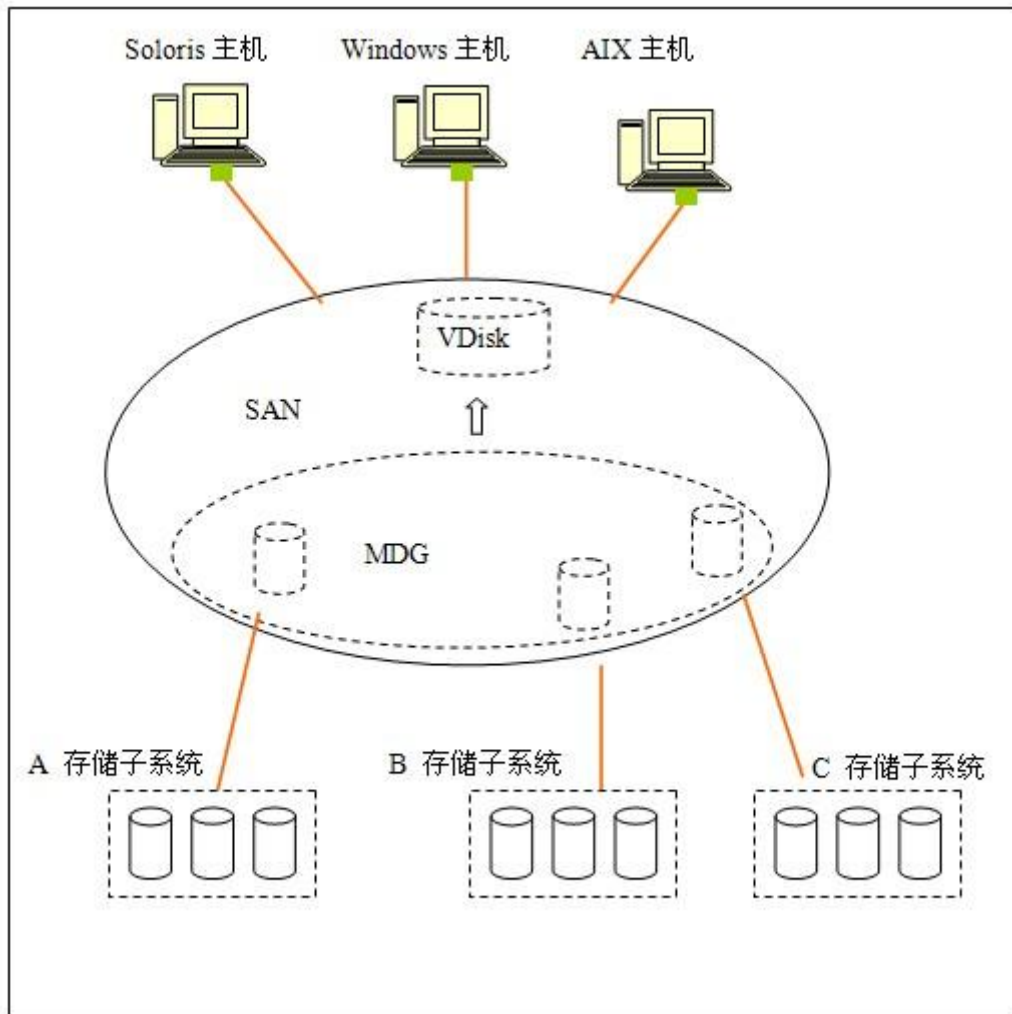 Soloris 主机
Windows 主机
AIX 主机
VDisk
SAN
MDG
A 存储子系统
B 存储子系统
C 存储子系统